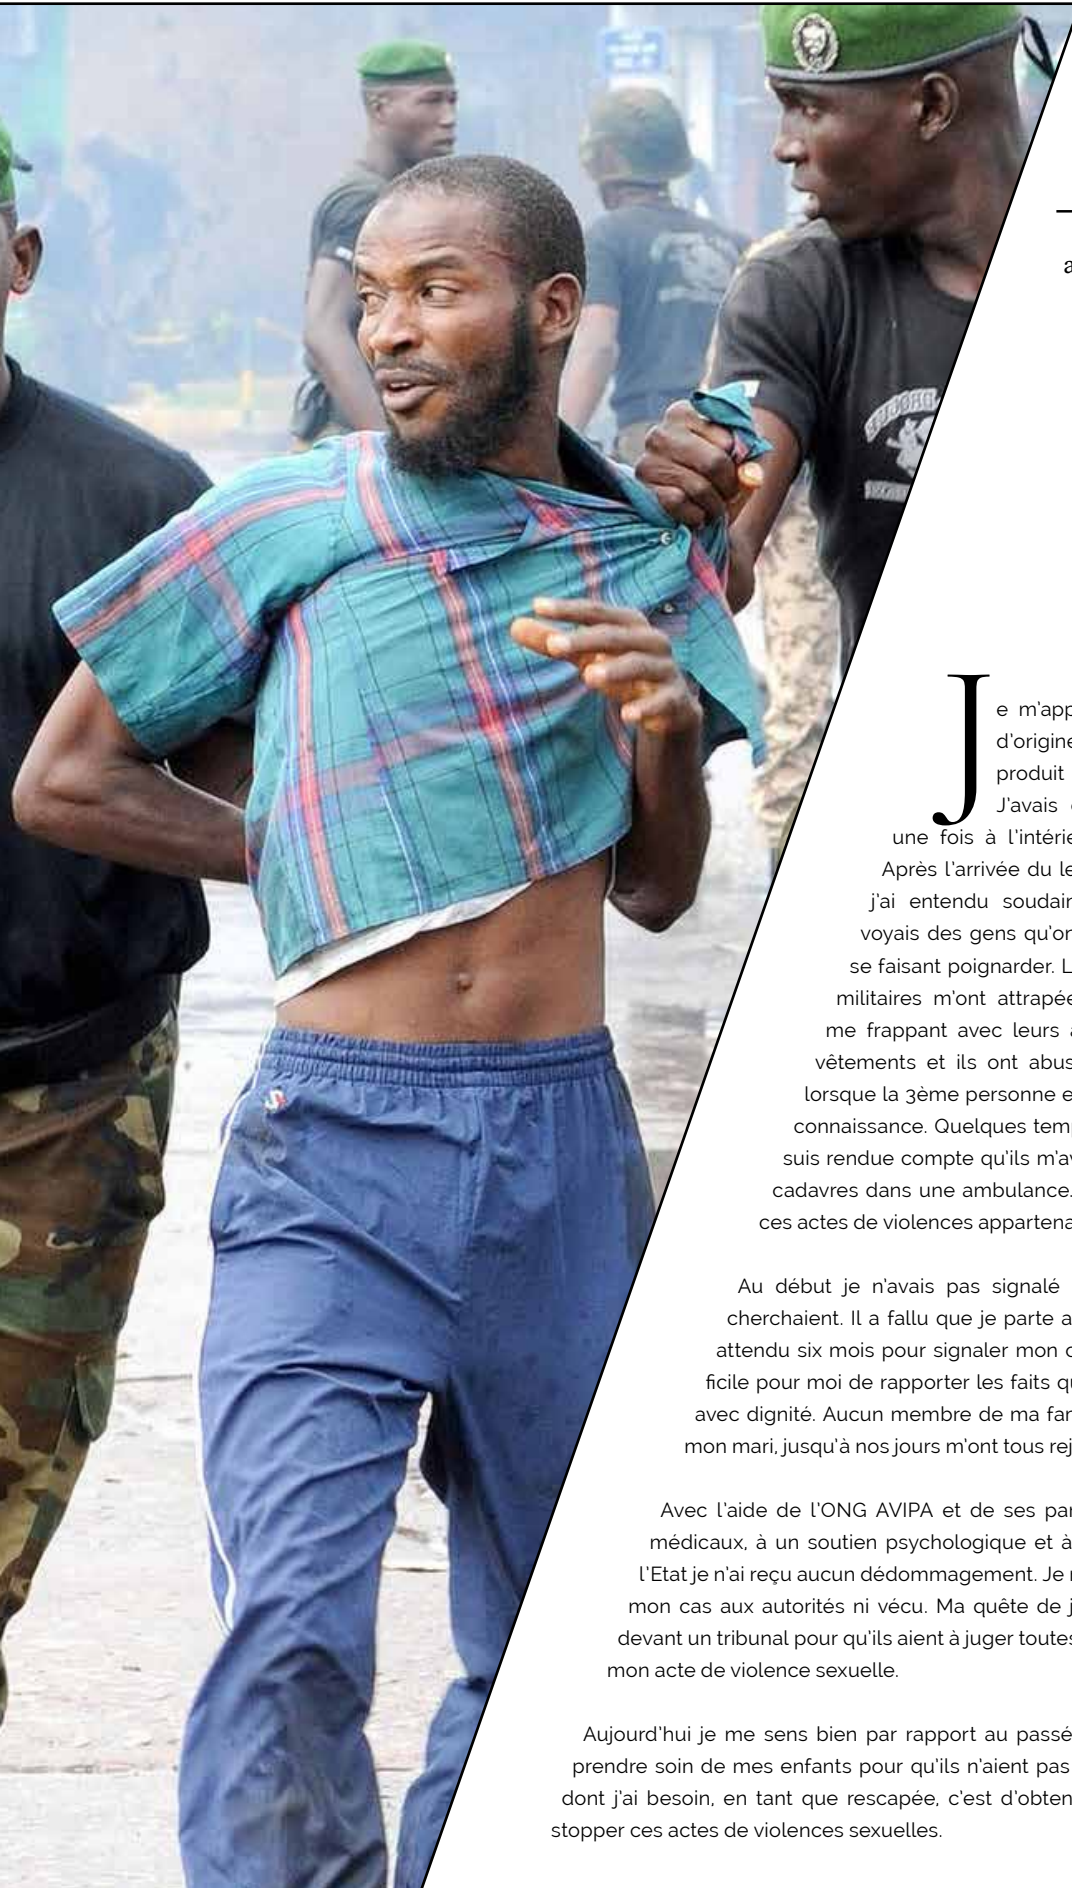 a
Je m'app
d'origine
produit
J'avais
une fois à l'intérie
Après l'arrivée du le
j'ai entendu soudain
voyais des gens qu'on
se faisant poignarder. L
militaires m'ont attrapée
me frappant avec leurs a
vêtements et ils ont abus
lorsque la 3ème personne e
connaissance. Quelques temp
suis rendue compte qu'ils m'av
cadavres dans une ambulance.
ces actes de violences appartena
Au début je n'avais pas signalé
cherchaient. Il a fallu que je parte a
attendu six mois pour signaler mon c
ficile pour moi de rapporter les faits qu
avec dignité. Aucun membre de ma fam
mon mari, jusqu'à nos jours m'ont tous rej
Avec l'aide de l'ONG AVIPA et de ses par
médicaux, à un soutien psychologique et à
l'Etat je n'ai reçu aucun dédommagement. Je n
mon cas aux autorités ni vécu. Ma quête de j
devant un tribunal pour qu'ils aient à juger toutes
mon acte de violence sexuelle.
Aujourd'hui je me sens bien par rapport au passé
prendre soin de mes enfants pour qu'ils n'aient pas
dont j'ai besoin, en tant que rescapée, c'est d'obten
stopper ces actes de violences sexuelles.